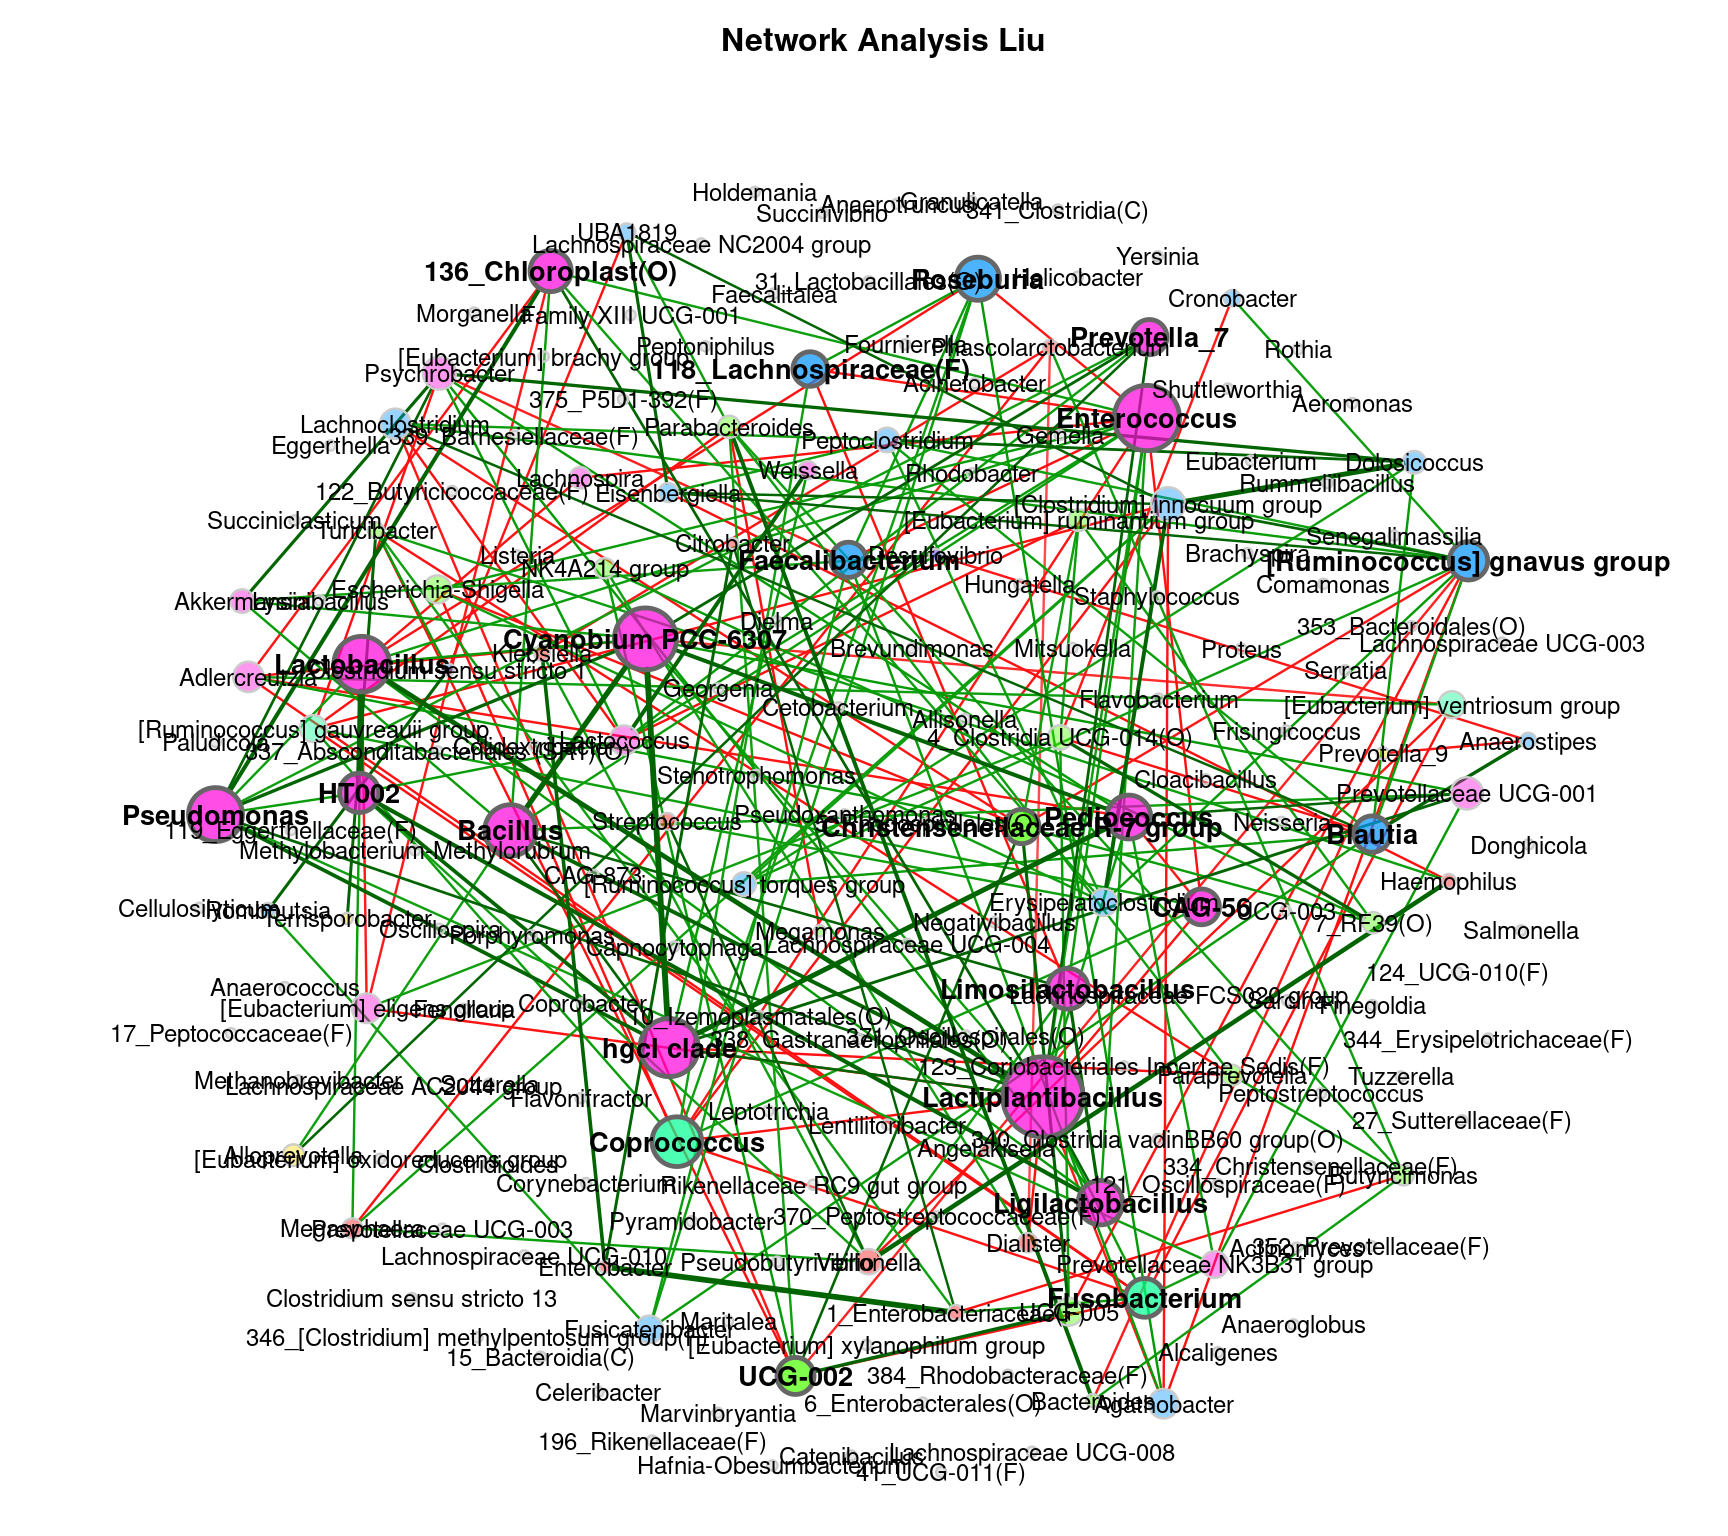 Network Analysis Liu
Holdemania
Succinivibrio
Anaerotruncus
Granulicatella
341_Clostridia(C)
UBA1819
Lachnospiraceae NC2004 group
Yersinia
136_Chloroplast(O)
31_Lactobacillales(O)
Roseburia
Helicobacter
Faecalitalea
Cronobacter
Morganella
Family XIII UCG-001
Peptoniphilus
Fournierella
Phascolarctobacterium
Prevotella_7
Rothia
[Eubacterium] brachy group
Psychrobacter
118_Lachnospiraceae(F)
Acinetobacter
Shuttleworthia
375_P5D1-392(F)
Aeromonas
Lachnoclostridium
Parabacteroides
Enterococcus
Eggerthella
339_Barnesiellaceae(F)
Peptoclostridium
Gemella
Lachnospira
Weissella
Rhodobacter
Eubacterium
Dolosicoccus
122_Butyricicoccaceae(F)
Eisenbergiella
Rummeliibacillus
[Clostridium] innocuum group
Succiniclasticum
Turicibacter
[Eubacterium] ruminantium group
Senegalimassilia
Citrobacter
Listeria
NK4A214 group
Faecalibacterium
Desulfovibrio
Brachyspira
[Ruminococcus] gnavus group
Escherichia-Shigella
Hungatella
Comamonas
Akkermansia
Lysinibacillus
Staphylococcus
Dielma
353_Bacteroidales(O)
Cyanobium PCC-6307
Lachnospiraceae UCG-003
Klebsiella
Brevundimonas
Mitsuokella
Proteus
Lactobacillus
Clostridium sensu stricto 1
Serratia
Adlercreutzia
Georgenia
Flavobacterium
Cetobacterium
[Eubacterium] ventriosum group
Allisonella
[Ruminococcus] gauvreauii group
Frisingicoccus
Paludicola
Lactococcus
4_Clostridia UCG-014(O)
Anaerostipes
337_Absconditabacteriales (SR1)(O)
Prevotella_9
Stenotrophomonas
Cloacibacillus
HT002
Prevotellaceae UCG-001
Pseudomonas
Pseudoxanthomonas
Pediococcus
Streptococcus
Christensenellaceae R-7 group
Neisseria
119_Eggerthellaceae(F)
Bacillus
Blautia
Methylobacterium-Methylorubrum
Donghicola
CAG-873
[Ruminococcus] torques group
Haemophilus
Cellulosilyticum
Romboutsia
Erysipelatoclostridium
CAG-56
UCG-003
Terrisporobacter
Negativibacillus
7_RF39(O)
Oscillospira
Porphyromonas
Megamonas
Salmonella
Capnocytophaga
Lachnospiraceae UCG-004
124_UCG-010(F)
Anaerococcus
Limosilactobacillus
Lachnospiraceae FCS020 group
[Eubacterium] eligens group
Coprobacter
Finegoldia
17_Peptococcaceae(F)
10_Izemoplasmatales(O)
371_Oscillospirales(O)
344_Erysipelotrichaceae(F)
hgcI clade
123_Coriobacteriales Incertae Sedis(F)
Methanobrevibacter
Paraprevotella
Tuzzerella
Lachnospiraceae AC2044 group
Sutterella
Flavonifractor
Lactiplantibacillus
Peptostreptococcus
Leptotrichia
27_Sutterellaceae(F)
Lentilitoribacter
Coprococcus
340_Clostridia vadinBB60 group(O)
Angelakisella
Alloprevotella
[Eubacterium] oxidoreducens group
Clostridioides
334_Christensenellaceae(F)
Butyricimonas
Corynebacterium
Rikenellaceae RC9 gut group
21_Oscillospiraceae(F)
Ligilactobacillus
Megasphaera
Prevotellaceae UCG-003
Pyramidobacter
370_Peptostreptococcaceae(F)
Dialister
Actinomyces
352_Prevotellaceae(F)
Lachnospiraceae UCG-010
Enterobacter
Pseudobutyrivibrio
Veillonella
Prevotellaceae NK3B31 group
Clostridium sensu stricto 13
Fusobacterium
1_Enterobacteriaceae(F)
UCG-005
Maritalea
Anaeroglobus
Fusicatenibacter
346_[Clostridium] methylpentosum group(F)
[Eubacterium] xylanophilum group
Alcaligenes
15_Bacteroidia(C)
UCG-002
384_Rhodobacteraceae(F)
Celeribacter
6_Enterobacterales(O)
Bacteroides
Agathobacter
Marvinbryantia
196_Rikenellaceae(F)
Catenibacillus
Lachnospiraceae UCG-008
Hafnia-Obesumbacterium
41_UCG-011(F)